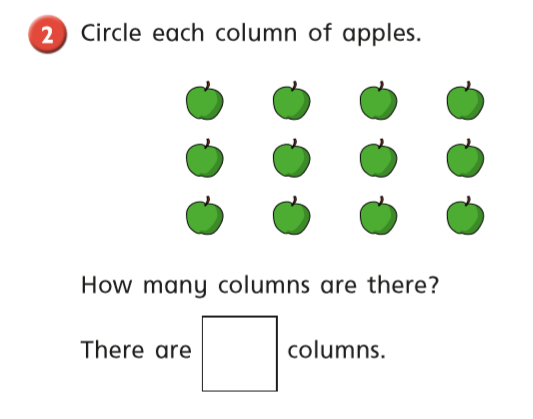 2 Circle each column of apples.
How many columns are there?
There are columns.